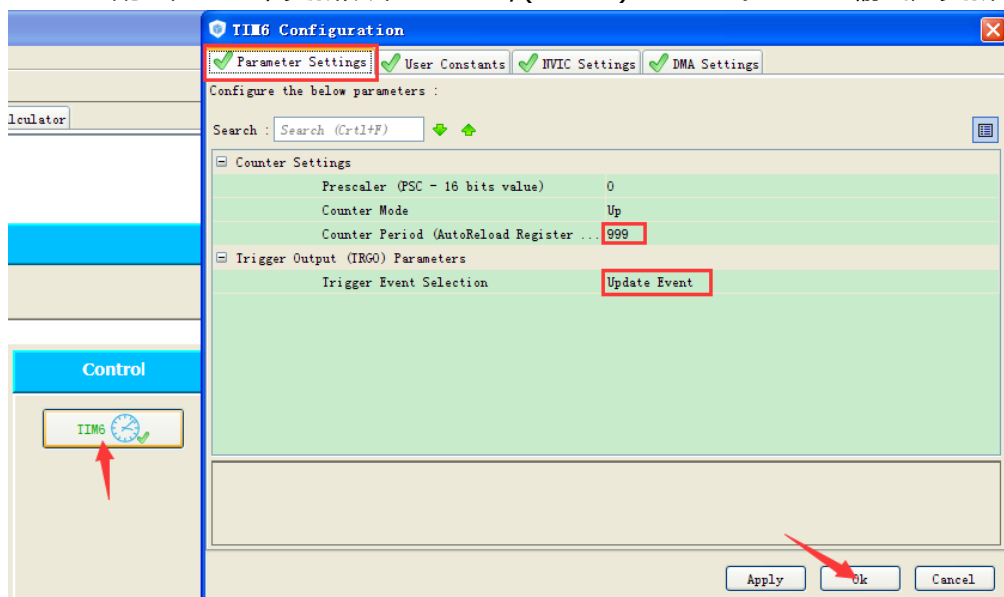 TIM6 Configuration
Parameter Settings User Constants NVIC Settings DMA Settings
Configure the below parameters :
lculator
Search : Search (Crtl+F)
Counter Settings
Prescaler (PSC - 16 bits value) 0
Counter Mode Up
Counter Period (AutoReload Register ... 999
Trigger Output (TRGO) Parameters
Trigger Event Selection Update Event
Control
TIM6
Apply Ok Cancel